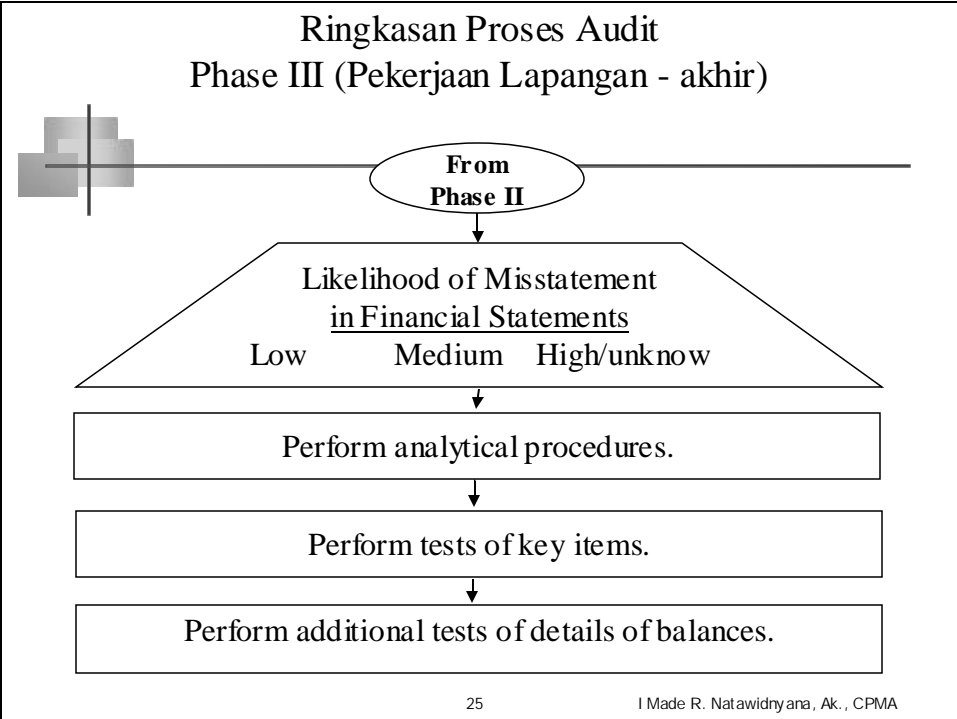 Ringkasan Proses Audit
Phase III (Pekerjaan Lapangan - akhir)
From
Phase II
Likelihood of Misstatement
in Financial Statements
Low Medium High/unknow
Perform analytical procedures.
Perform tests of key items.
Perform additional tests of details of balances.
25 I Made R. Natawidnyana, Ak., CPMA